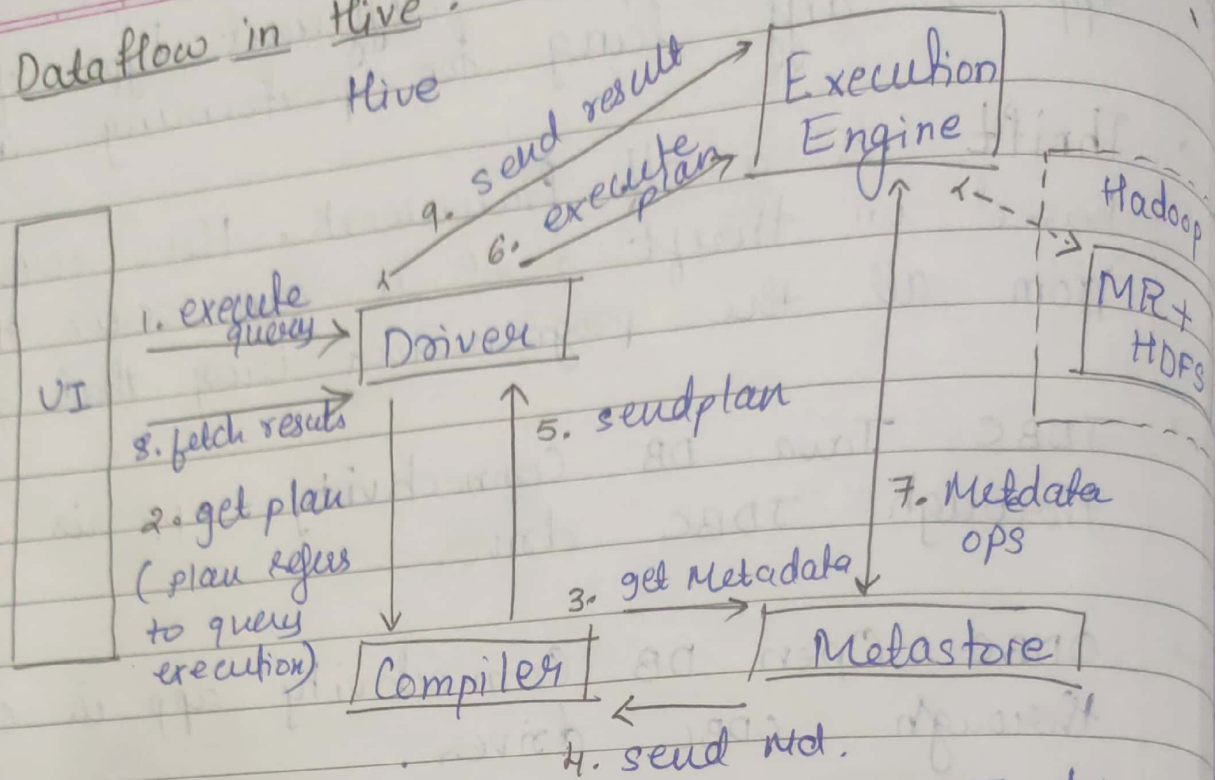 Dataflow in Hive.
Hive
Execution
Engine
9. send result
6. execute
plan
Hadoop
MR+
HDFS
1. execute
query
Driver
UI
8. fetch results
5. sendplan
2. get plan
(plan refers
to query
execution)
7. Metdata
OPS
3. get Metadata
Compiler
Metastore
4. send Md.